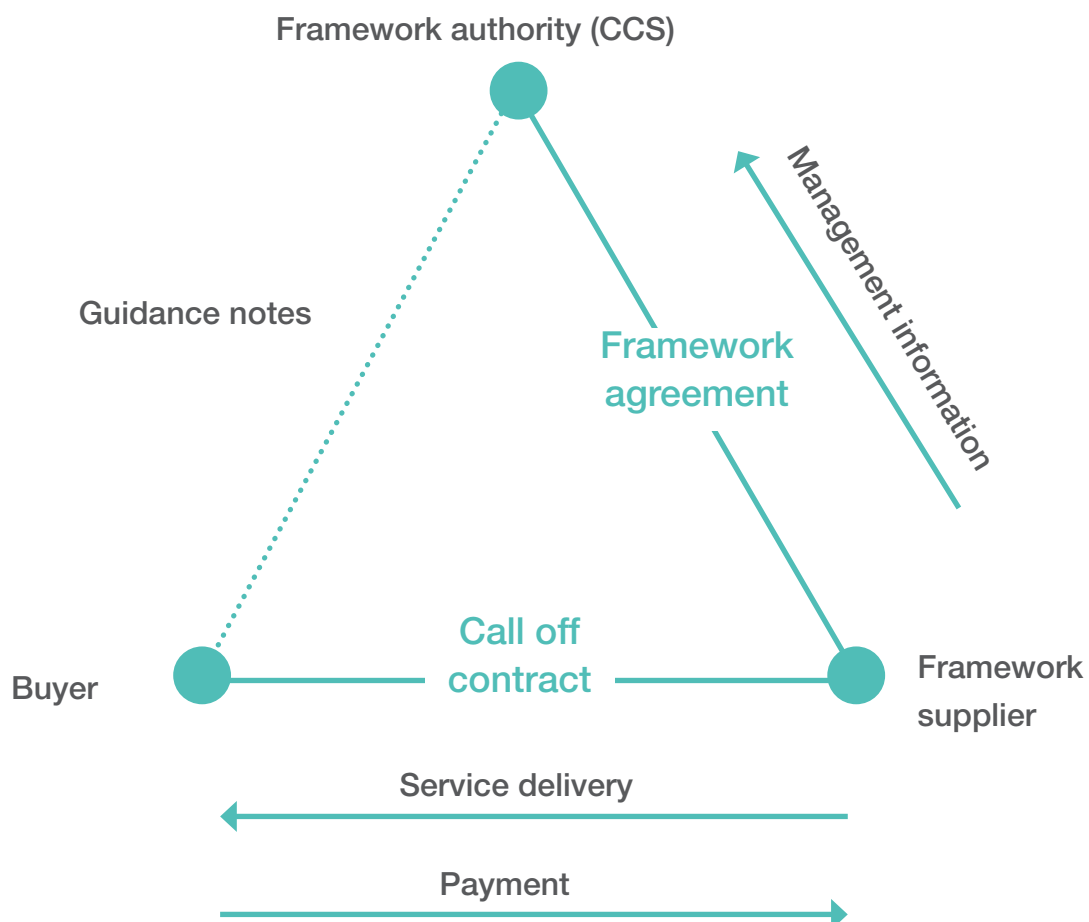 Framework authority (CCS)
Management information
Guidance notes
Framework
agreement
Call off
contract
Buyer
Framework
supplier
Service delivery
Payment